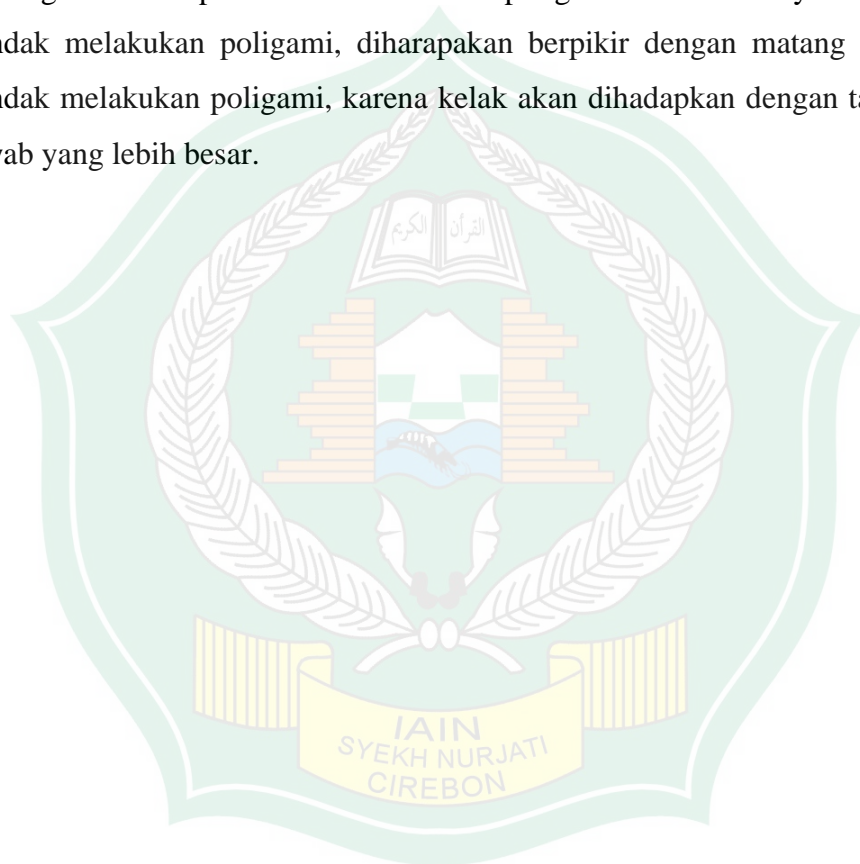 ndak melakukan poligami, diharapakan berpikir dengan matang
ndak melakukan poligami, karena kelak akan dihadapkan dengan ta
vab yang lebih besar.
القرأن الكريم
IAIN
SYEKH NURJATI
CIREBON